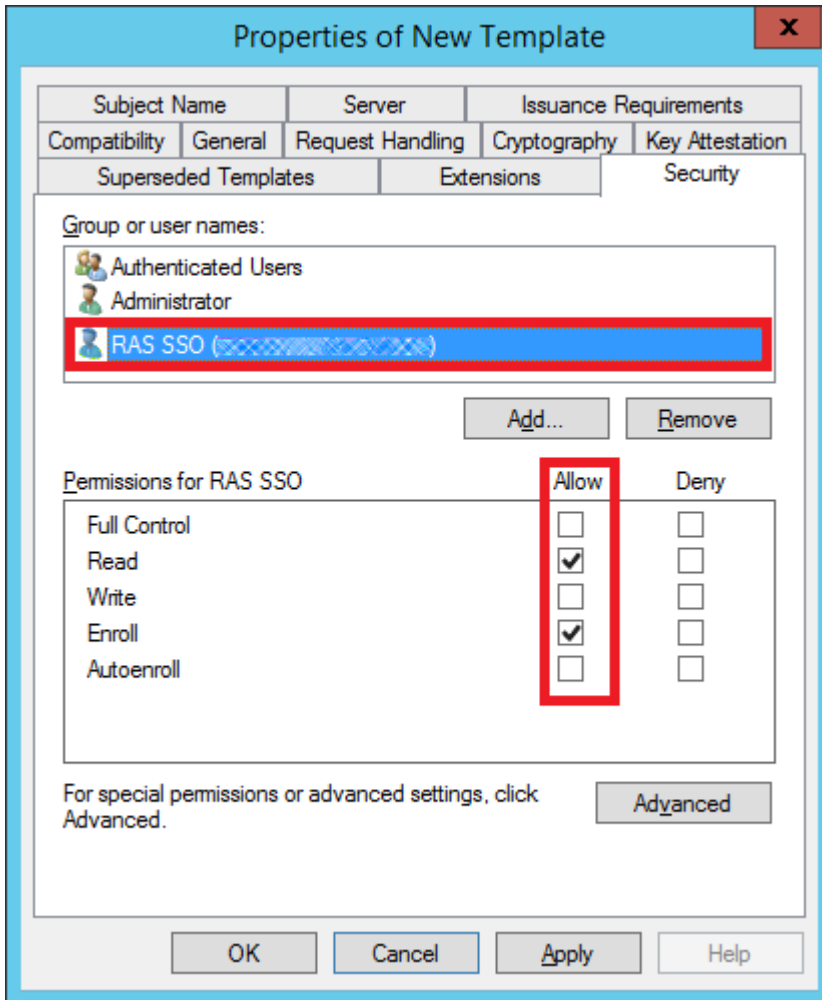 Properties of New Template
x
Subject Name Server Issuance Requirements
Compatibility General Request Handling Cryptography Key Attestation
Superseded Templates Extensions Security
Group or user names:
Authenticated Users
Administrator
RAS SSO (
Add... Remove
Permissions for RAS SSO Allow Deny
Full Control
Read
Write
Enroll
Autoenroll
For special permissions or advanced settings, click
Advanced.
Advanced
OK Cancel Apply Help